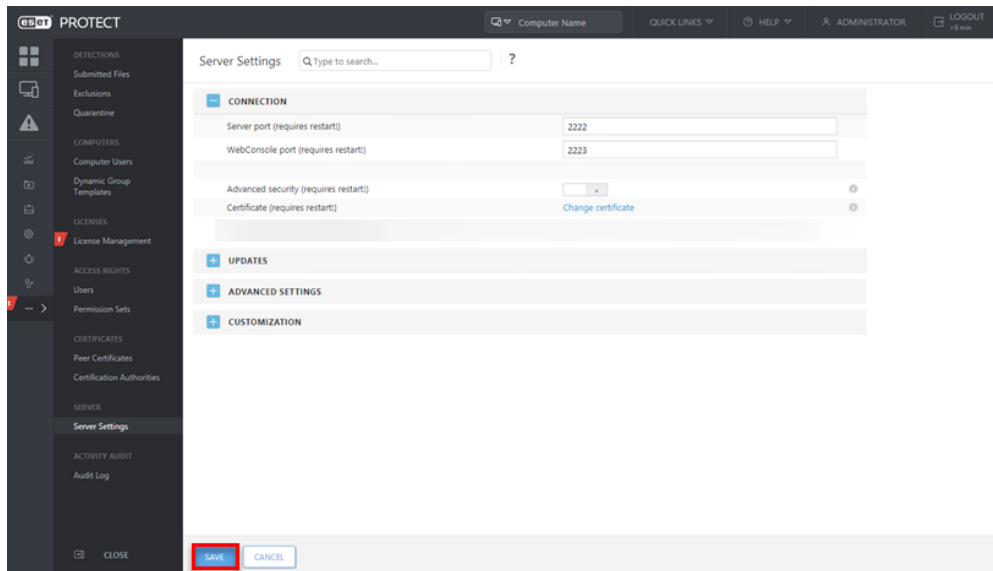 eset PROTECT
Computer Name
QUICK LINKS
HELP
ADMINISTRATOR
LOGOUT
>9 min
DETECTIONS
Submitted Files
Exclusions
Quarantine
COMPUTERS
Computer Users
Dynamic Group
Templates
LICENSES
1
License Management
ACCESS RIGHTS
Users
Permission Sets
CERTIFICATES
Peer Certificates
Certification Authorities
SERVER
Server Settings
ACTIVITY AUDIT
Audit Log
CLOSE
Server Settings
Type to search...
?
CONNECTION
Server port (requires restart!)
2222
WebConsole port (requires restart!)
2223
Advanced security (requires restart!)
Certificate (requires restart!)
Change certificate
UPDATES
ADVANCED SETTINGS
CUSTOMIZATION
SAVE
CANCEL